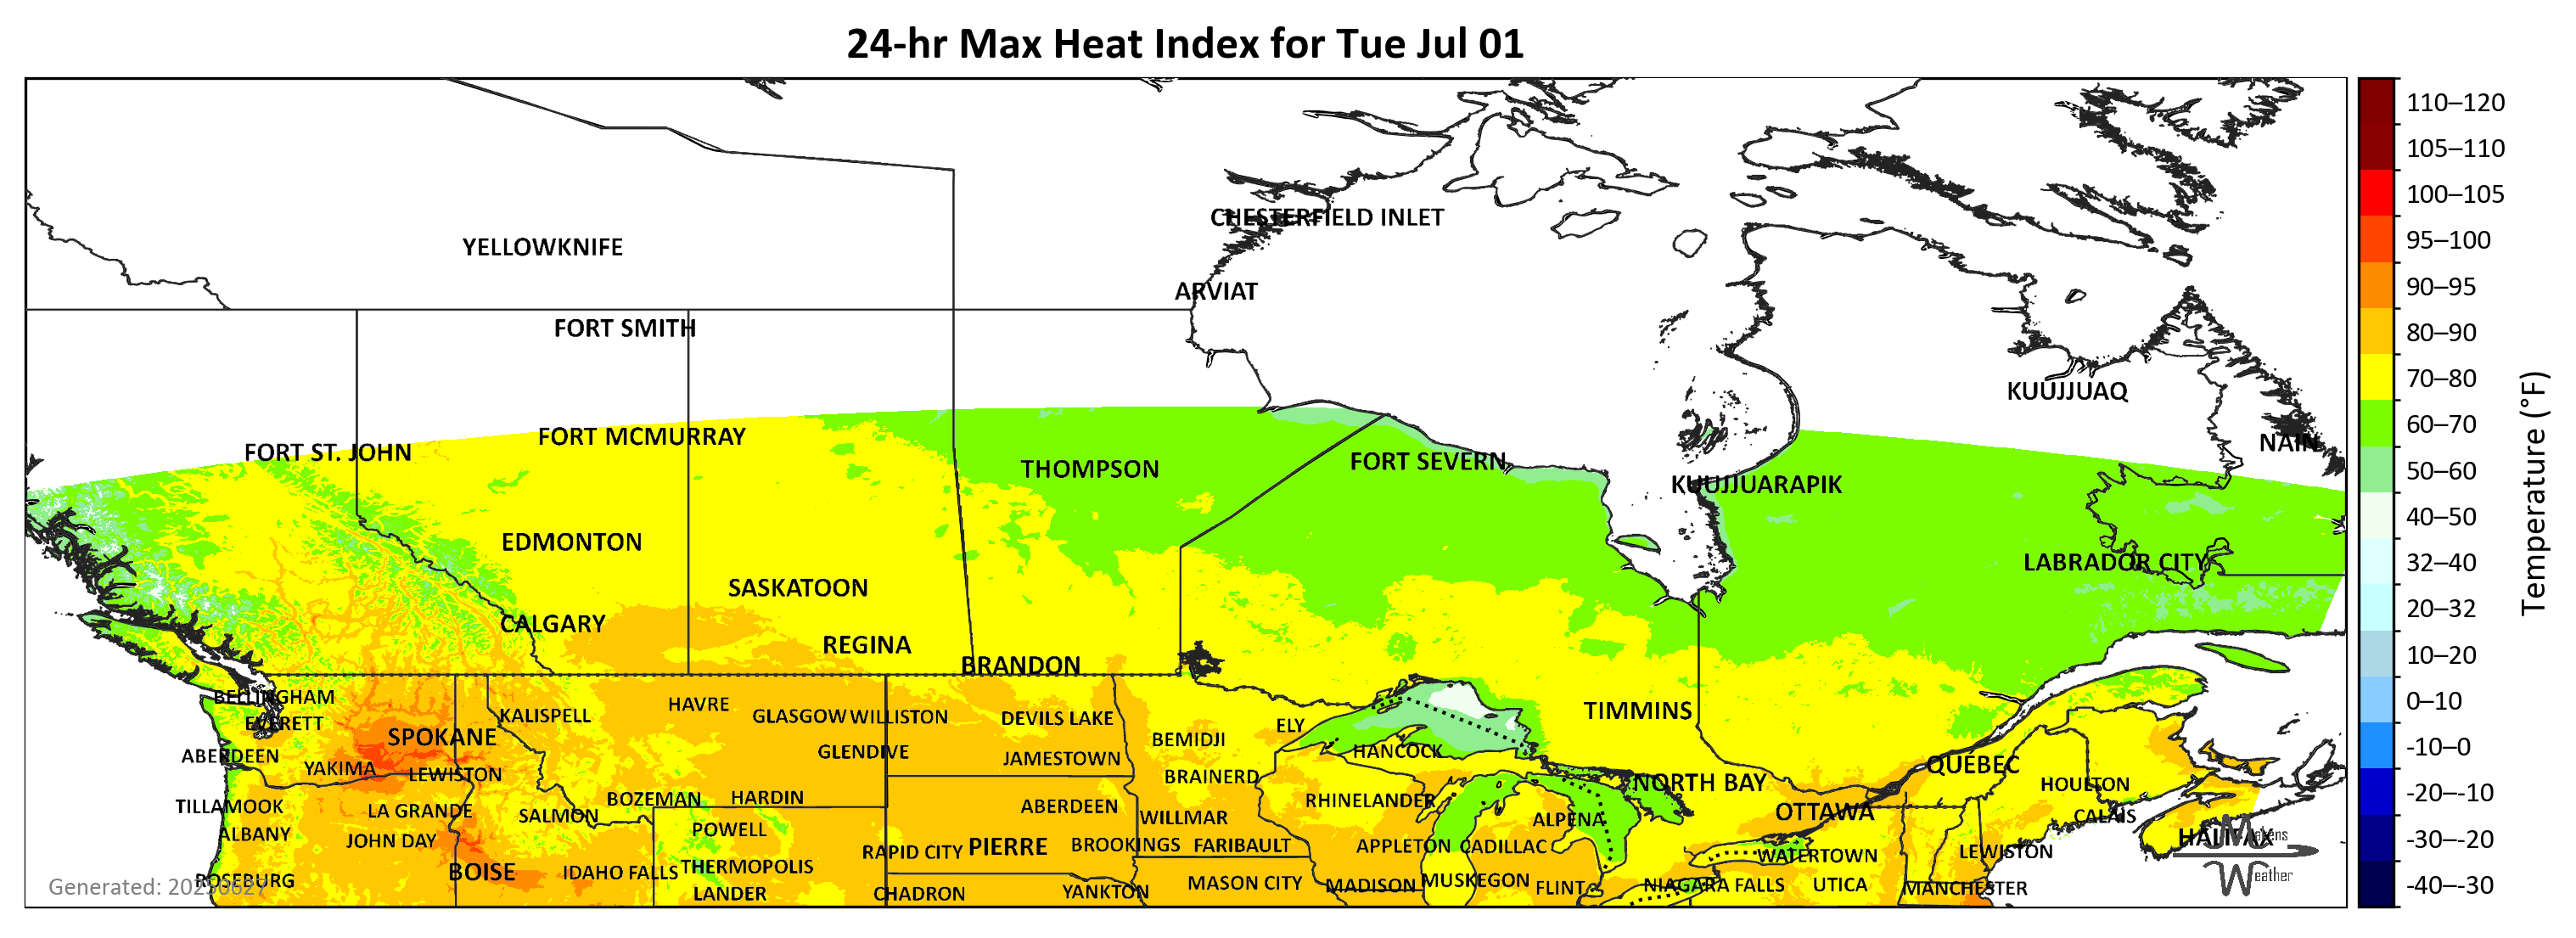 24-hr Max Heat Index for Tue Jul 01
110–120
105–110
CHESTERFIELD INLET
100–105
YELLOWKNIFE
95–100
ARVIAT
90–95
FORT SMITH
80–90
KUUJJUAQ
70–80
FORT ST. JOHN
FORT MCMURRAY
NAIN
60–70
THOMPSON
FORT SEVERN
50–60
KUUJJUARAPIK
40–50
EDMONTON
LABRADOR CITY
32–40
SASKATOON
20–32
CALGARY
REGINA
BRANDON
10–20
BELLINGHAM
HAVRE
0–10
KALISPELL
GLASGOW
WILLISTON
DEVILS LAKE
TIMMINS
EVERETT
ELY
SPOKANE
BEMIDJI
-10–0
ABERDEEN
GLENDIVE
JAMESTOWN
HANCOCK
QUÉBEC
YAKIMA
LEWISTON
BRAINERD
NORTH BAY
HOULTON
-20–-10
TILLAMOOK
LA GRANDE
BOZEMAN
HARDIN
ABERDEEN
RHINELANDER
OTTAWA
SALMON
WILLMAR
ALPENA
CALAIS
ALBANY
JOHN DAY
POWELL
HALIFAX
-30–-20
RAPID CITY
PIERRE
BROOKINGS
FARIBAULT
APPLETON
CADILLAC
WATERTOWN
LEWISTON
BOISE
IDAHO FALLS
THERMOPOLIS
Weather
ROSEBURG
Generated: 20250627
LANDER
CHADRON
YANKTON
MASON CITY
MADISON
MUSKEGON
FLINT
NIAGARA FALLS
UTICA
MANCHESTER
-40–-30
Temperature (°F)